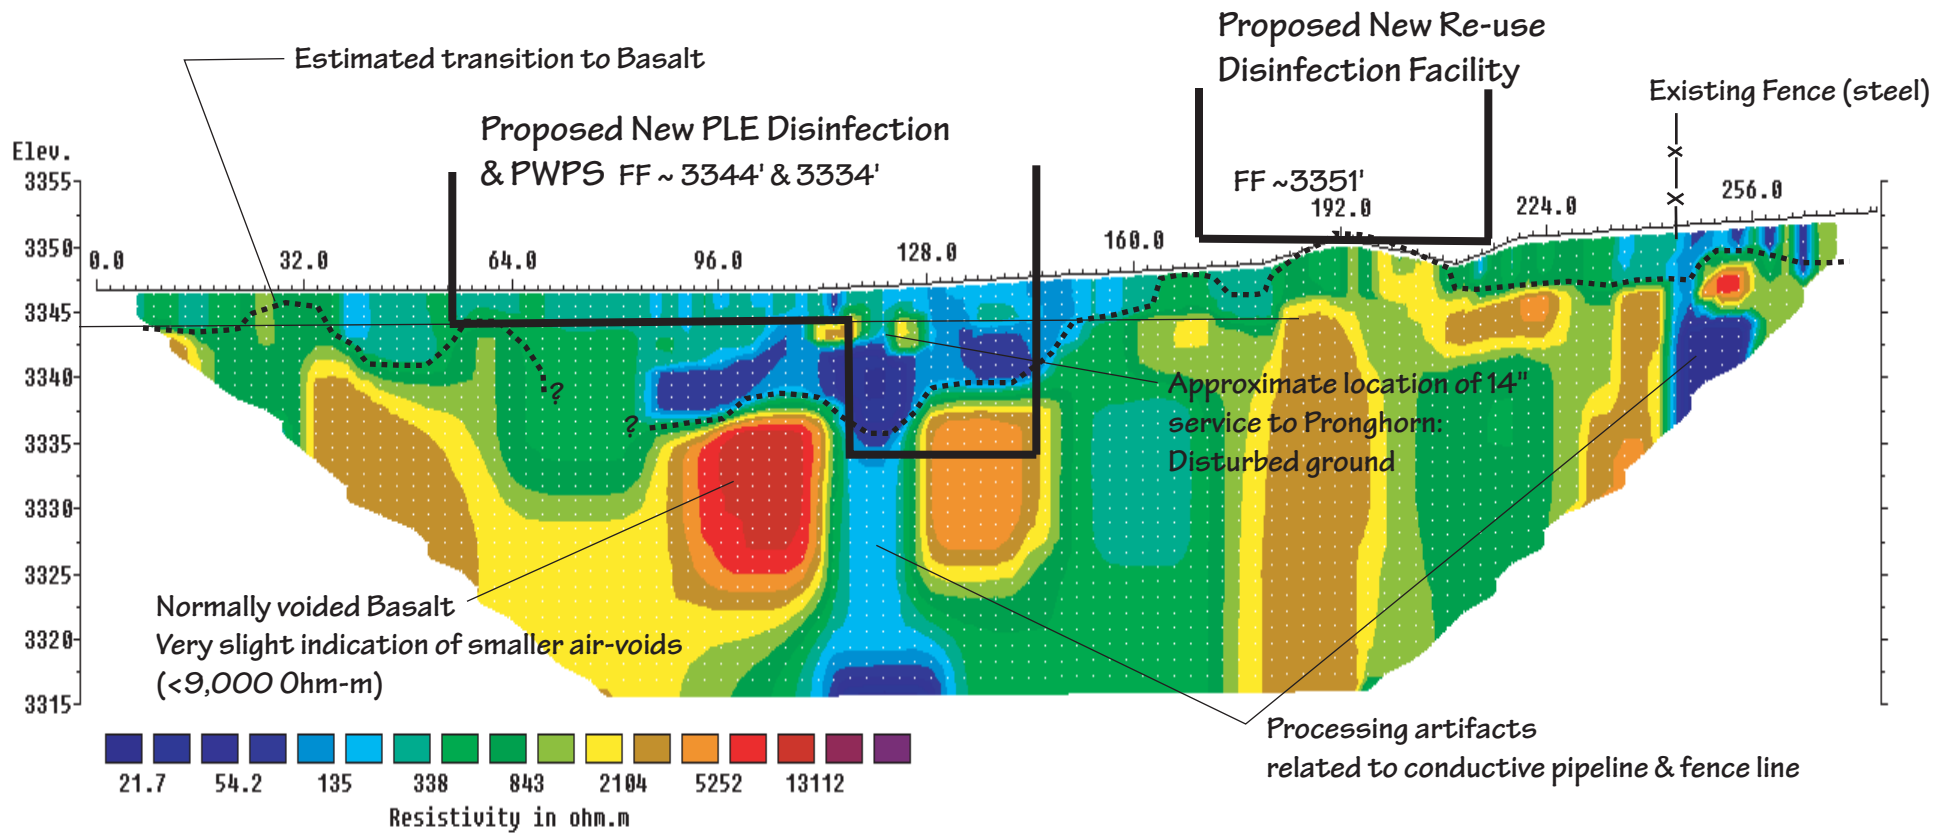 Proposed New Re-use
Disinfection Facility
Estimated transition to Basalt
Existing Fence (steel)
Proposed New PLE Disinfection
& PWPS FF ~ 3344' & 3334'
FF ~3351'
Elev.
3355
3350
3345
3340
3335
3330
3325
3320
3315
0.0 32.0 64.0 96.0 128.0 160.0 192.0 224.0 256.0
?
?
Approximate location of 14"
service to Pronghorn:
Disturbed ground
Normally voided Basalt
Very slight indication of smaller air-voids
(<9,000 Ohm-m)
Processing artifacts
related to conductive pipeline & fence line
21.7 54.2 135 338 843 2104 5252 13112
Resistivity in ohm.m